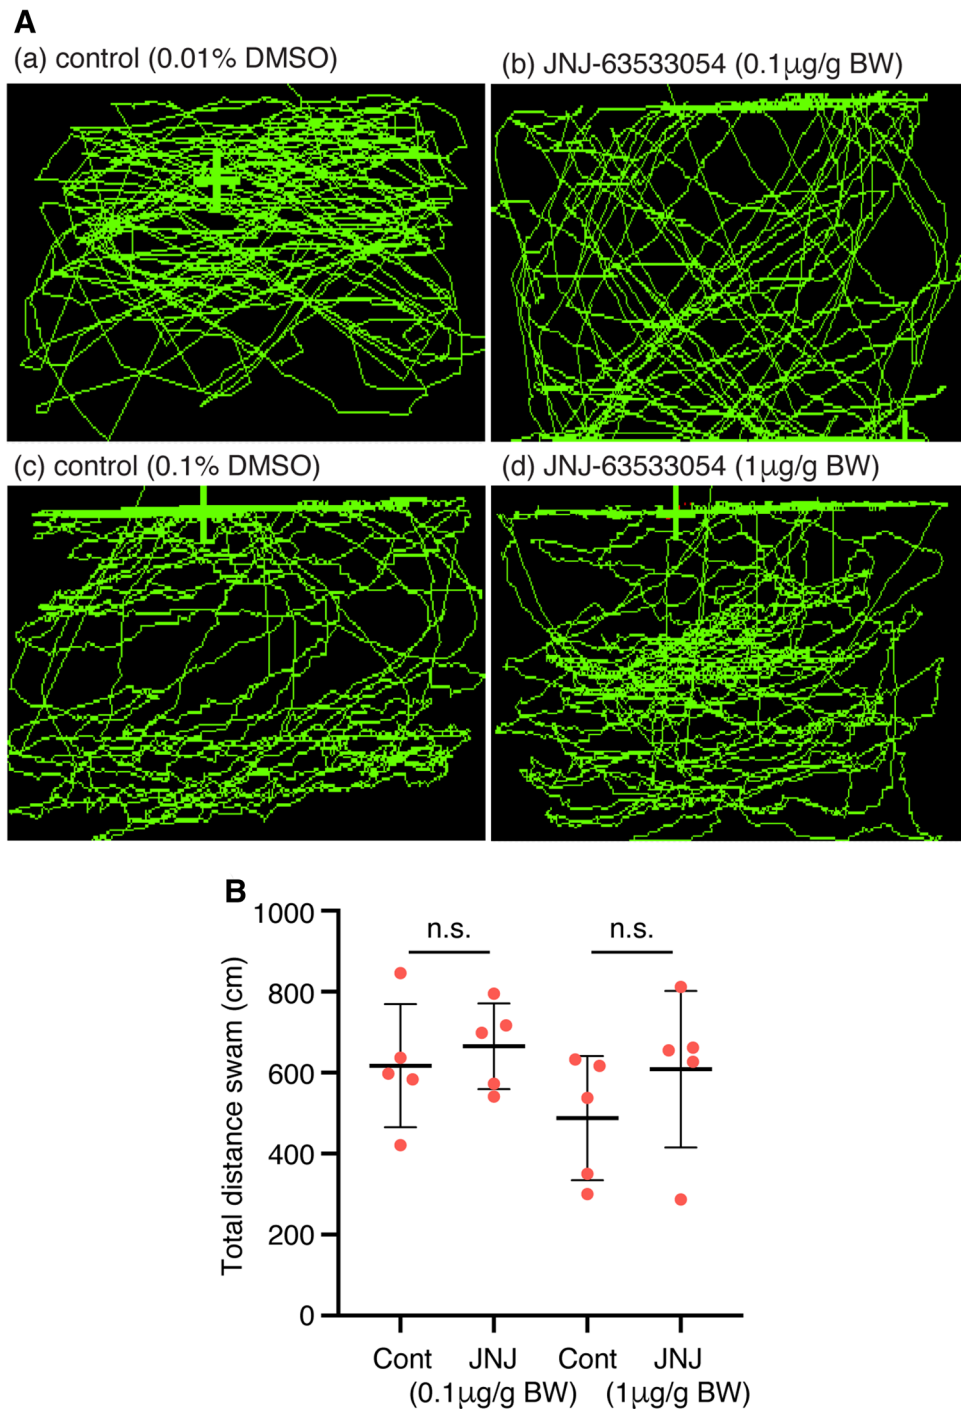 A
(a) control (0.01% DMSO)
(b) JNJ-63533054 (0.1μg/g BW)
(c) control (0.1% DMSO)
(d) JNJ-63533054 (1μg/g BW)
B
Total distance swam (cm)
1000
800
600
400
200
0
n.s.
n.s.
Cont
JNJ
(0.1μg/g BW)
Cont
JNJ
(1μg/g BW)